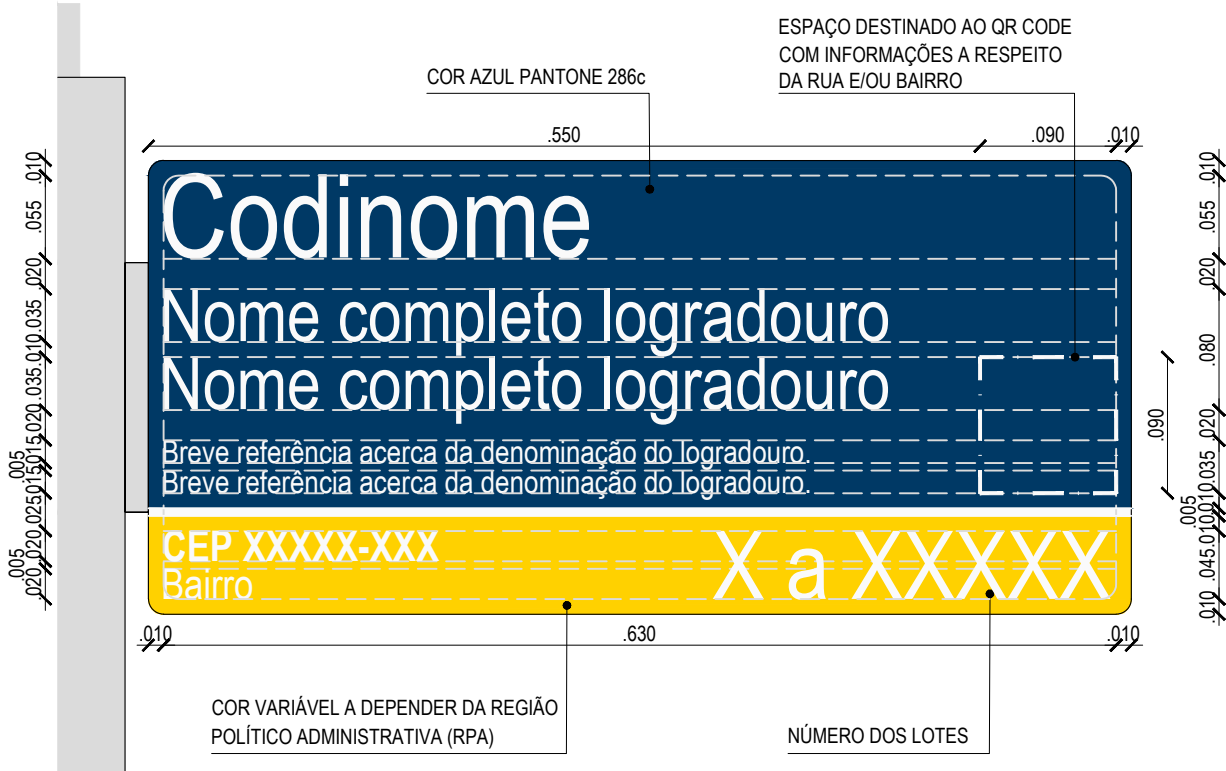 ESPAÇO DESTINADO AO QR CODE
COM INFORMAÇÕES A RESPEITO
DA RUA E/OU BAIRRO
COR AZUL PANTONE 286c
.550
.090
.010
.010
.055
.020
.035
.010
.035
.020
.015
.005
.015
.025
.020
.005
.020
Codinome
Nome completo logradouro
Nome completo logradouro
Breve referência acerca da denominação do logradouro.
Breve referência acerca da denominação do logradouro.
CEP XXXXX-XXX
Bairro
X a XXXXX
.090
.010
.055
.020
.080
.020
.035
.010
.005
.010
.045
.010
.010
.630
.010
COR VARIÁVEL A DEPENDER DA REGIÃO
POLÍTICO ADMINISTRATIVA (RPA)
NÚMERO DOS LOTES